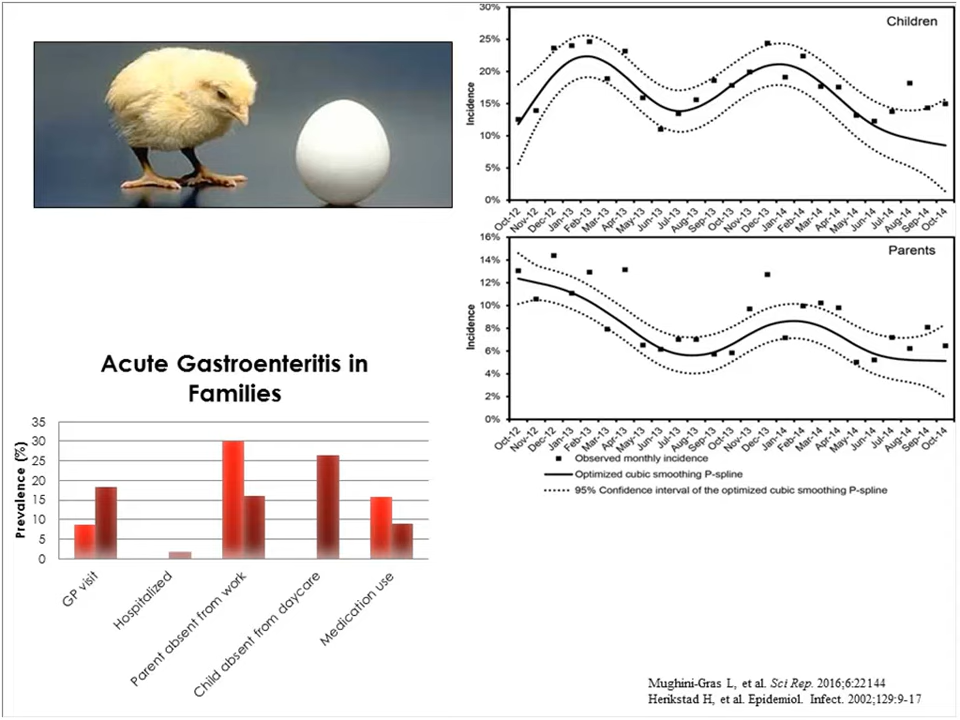 30%
Children
25%
20%
15%
10%
5%
0%
Incidence
Oct-12
Nov-12
Dec-12
Jan-13
Feb-13
Mar-13
Apr-13
May-13
Jun-13
Jul-13
Aug-13
Sep-13
Oct-13
Nov-13
Dec-13
Jan-14
Feb-14
Mar-14
Apr-14
May-14
Jun-14
Jul-14
Aug-14
Sep-14
Oct-14
16%
Parents
14%
12%
10%
8%
6%
4%
2%
0%
Incidence
Oct-12
Nov-12
Dec-12
Jan-13
Feb-13
Mar-13
Apr-13
May-13
Jun-13
Jul-13
Aug-13
Sep-13
Oct-13
Nov-13
Dec-13
Jan-14
Feb-14
Mar-14
Apr-14
May-14
Jun-14
Jul-14
Aug-14
Sep-14
Oct-14
Observed monthly incidence
Optimized cubic smoothing P-spline
95% Confidence interval of the optimized cubic smoothing P-spline
Acute Gastroenteritis in
Families
35
30
25
20
15
10
5
0
Prevalence (%)
GP visit
Hospitalized
Parent absent from work
Child absent from daycare
Medication use
Mughini-Gras L, et al. Sci Rep. 2016;6:22144
Herikstad H, et al. Epidemiol. Infect. 2002;129:9-17